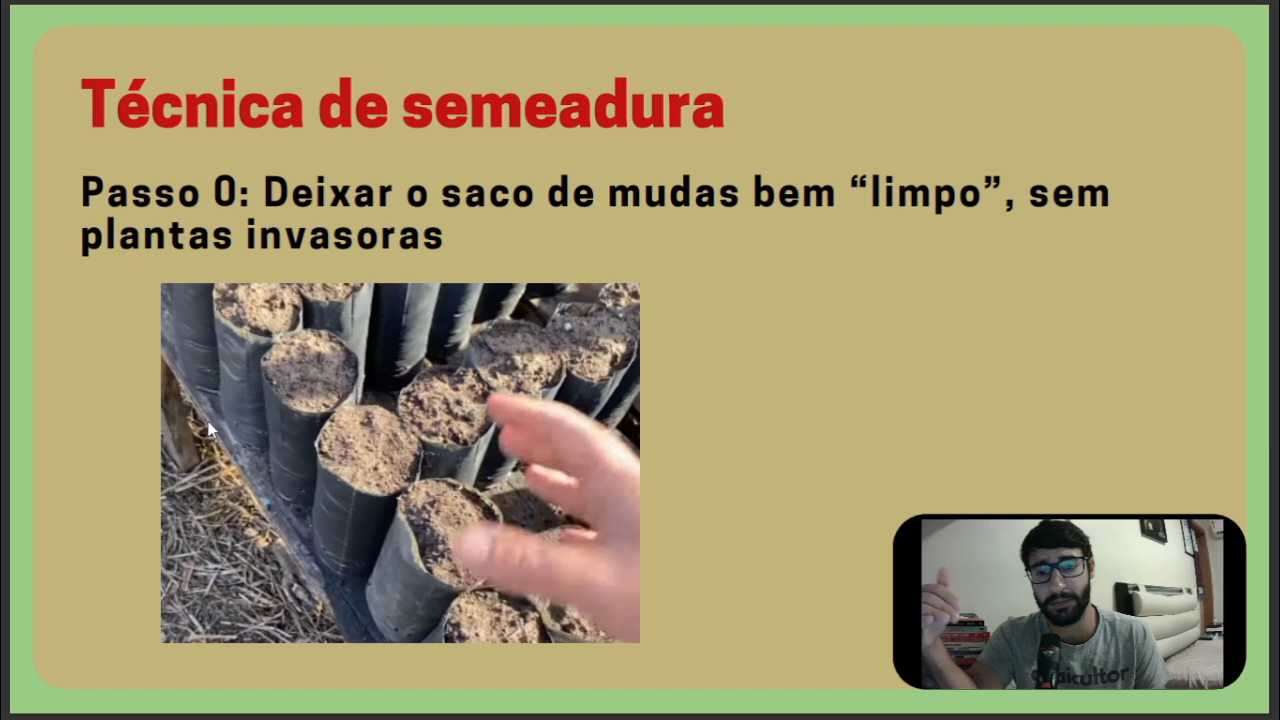 Técnica de semeadura
Passo 0: Deixar o saco de mudas bem “limpo”, sem
plantas invasoras